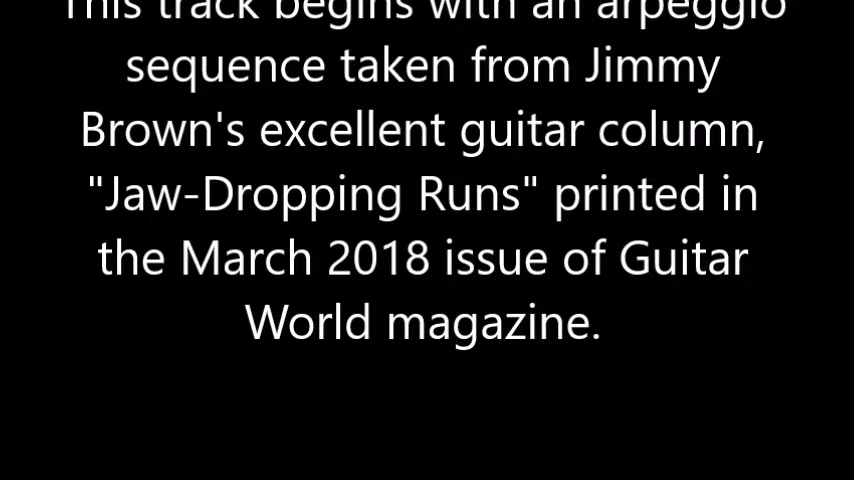 This track begins with an arpeggio
sequence taken from Jimmy
Brown's excellent guitar column,
"Jaw-Dropping Runs" printed in
the March 2018 issue of Guitar
World magazine.